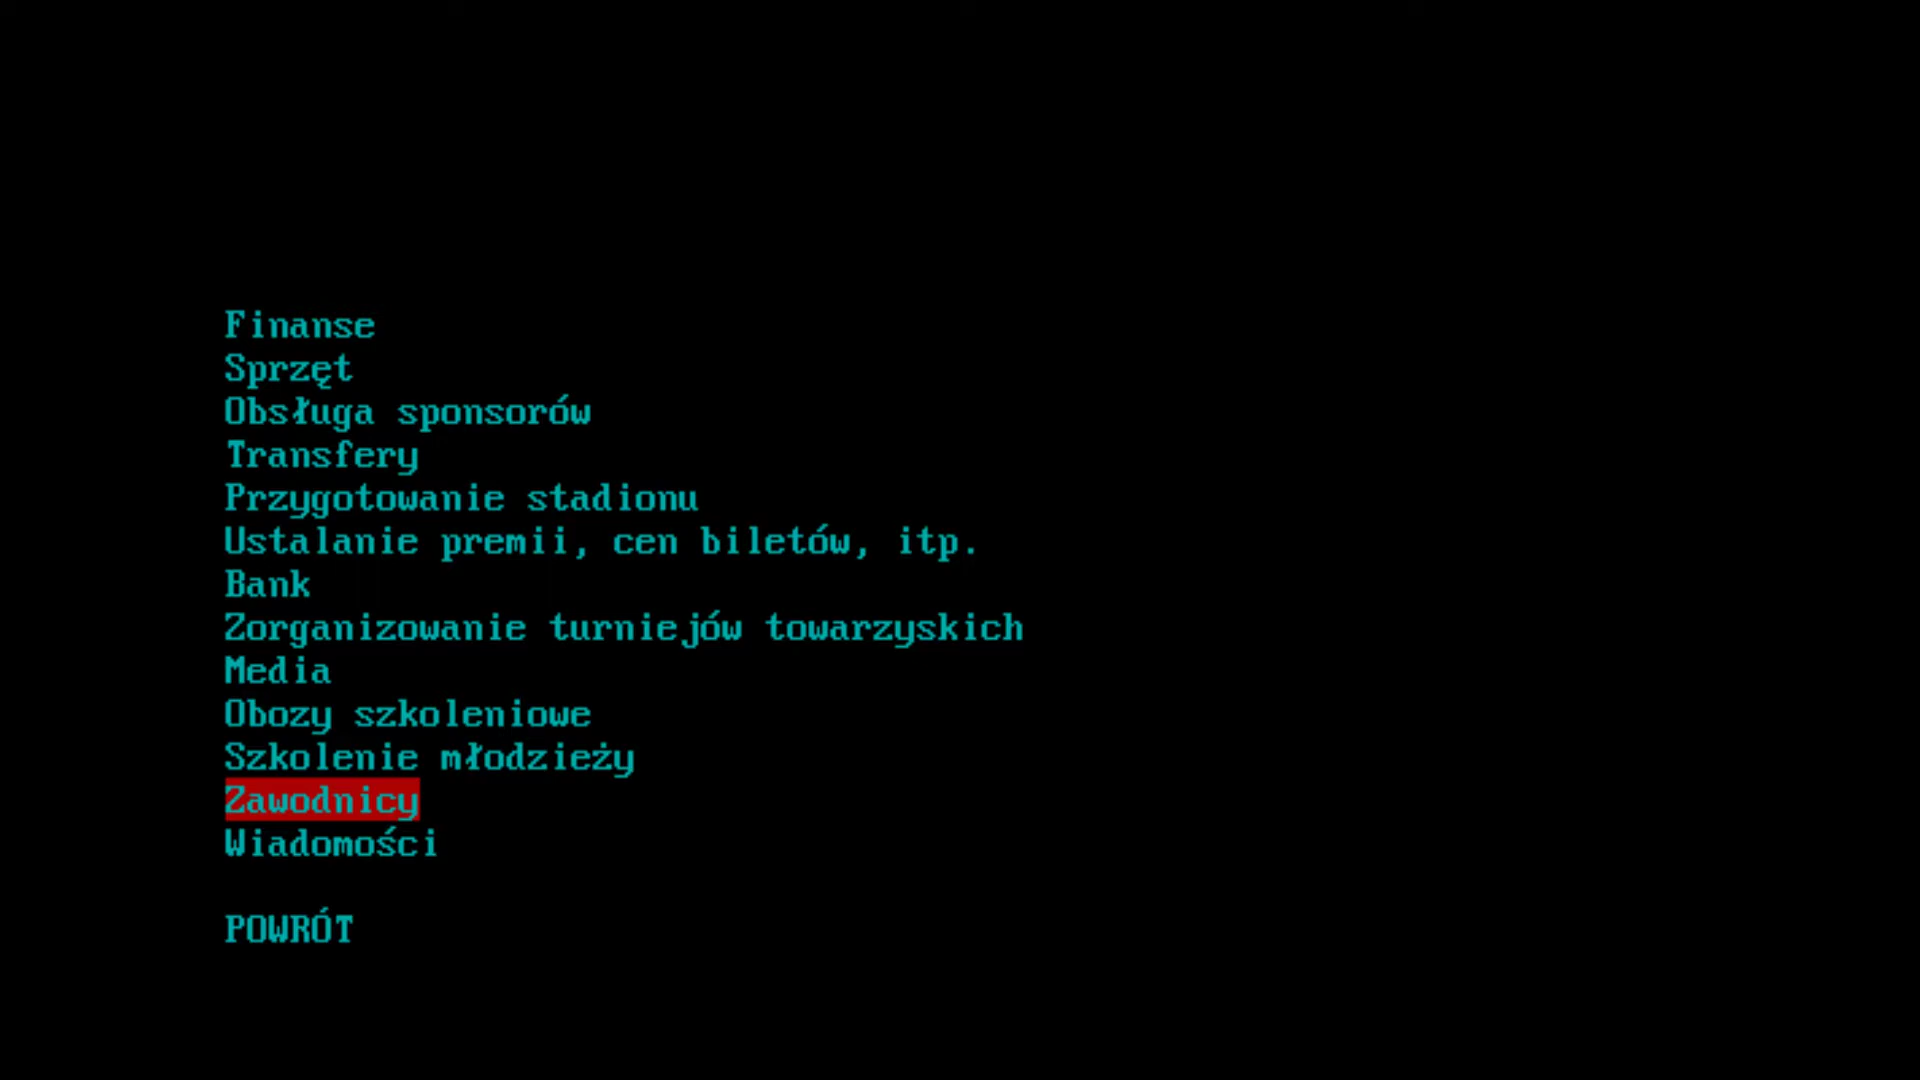 Finanse
Sprzęt
Obsługa sponsorów
Transfery
Przygotowanie stadionu
Ustalanie premii, cen biletów, itp.
Bank
Zorganizowanie turniejów towarzyskich
Media
Obozy szkoleniowe
Szkolenie młodzieży
Zawodnicy
Wiadomości
POWRÓT